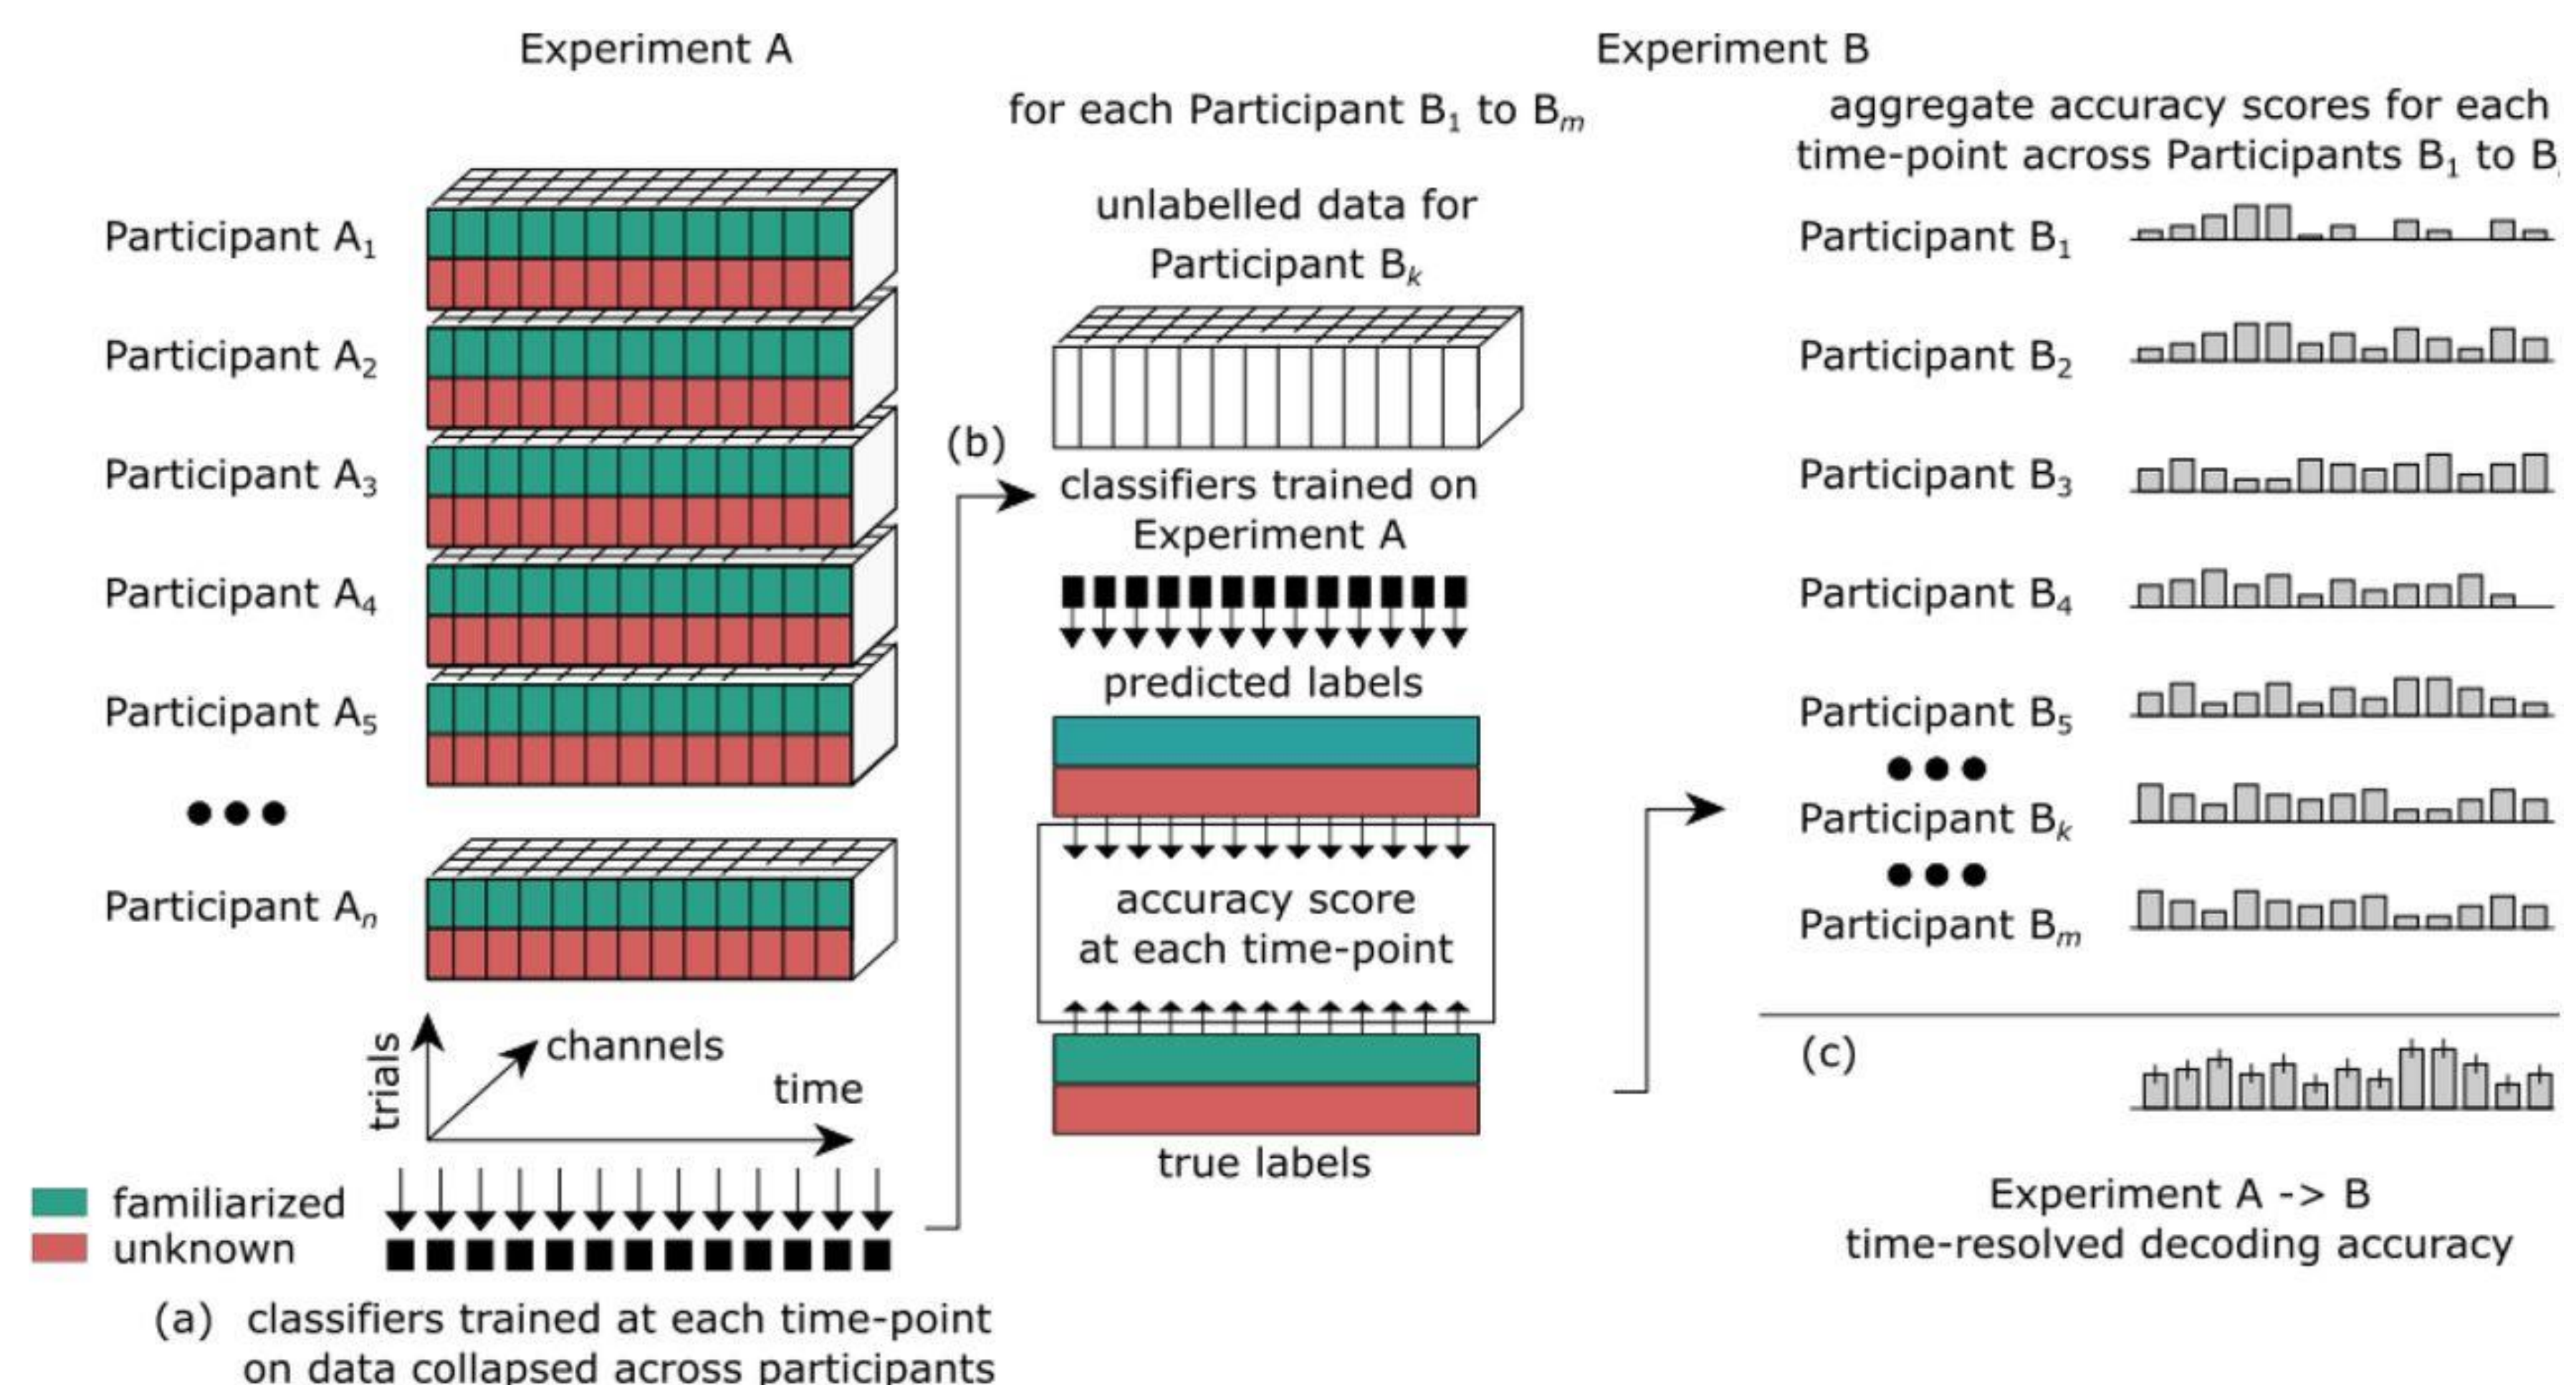 Experiment A
Participant A1
Participant A2
Participant A3
Participant A4
Participant A5
Participant An
trials
channels
time
familiarized
unknown
(a) classifiers trained at each time-point
on data collapsed across participants
Experiment B
for each Participant B1 to Bm
unlabelled data for
Participant Bk
(b)
classifiers trained on
Experiment A
predicted labels
accuracy score
at each time-point
true labels
aggregate accuracy scores for each
time-point across Participants B1 to B
Participant B1
Participant B2
Participant B3
Participant B4
Participant B5
Participant Bk
Participant Bm
(c)
Experiment A -> B
time-resolved decoding accuracy